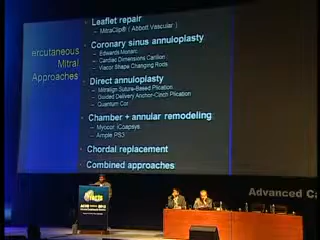 Leaflet repair
– MitraClip® ( Abbott Vascular )
ercutaneous
Mitral
Approaches
Coronary sinus annuloplasty
– Edwards Monarc
– Cardiac Dimensions Carillon
– Viacor Shape Changing Rods
Direct annuloplasty
– Mitralign Suture-Based Plication
– Guided Delivery Anchor-Cinch Plication
– Quantum Cor
Chamber + annular remodeling
– Myocor iCoapsys
– Ample PS3
Chordal replacement
Combined approaches
Advanced Ca